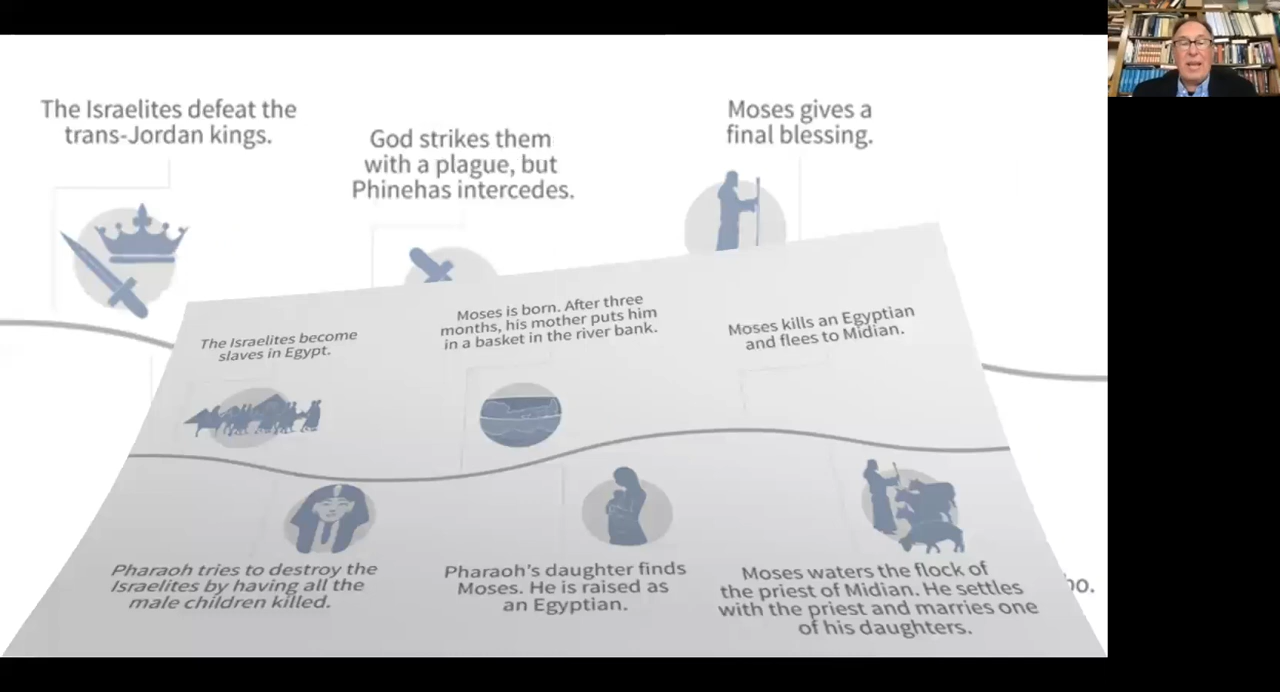 The Israelites defeat the
trans-Jordan kings.
God strikes them
with a plague, but
Phinehas intercedes.
Moses gives a
final blessing.
The Israelites become
slaves in Egypt.
Moses is born. After three
months, his mother puts him
in a basket in the river bank.
Moses kills an Egyptian
and flees to Midian.
Pharaoh tries to destroy the
Israelites by having all the
male children killed.
Pharaoh's daughter finds
Moses. He is raised as
an Egyptian.
Moses waters the flock of
the priest of Midian. He settles
with the priest and marries one
of his daughters.